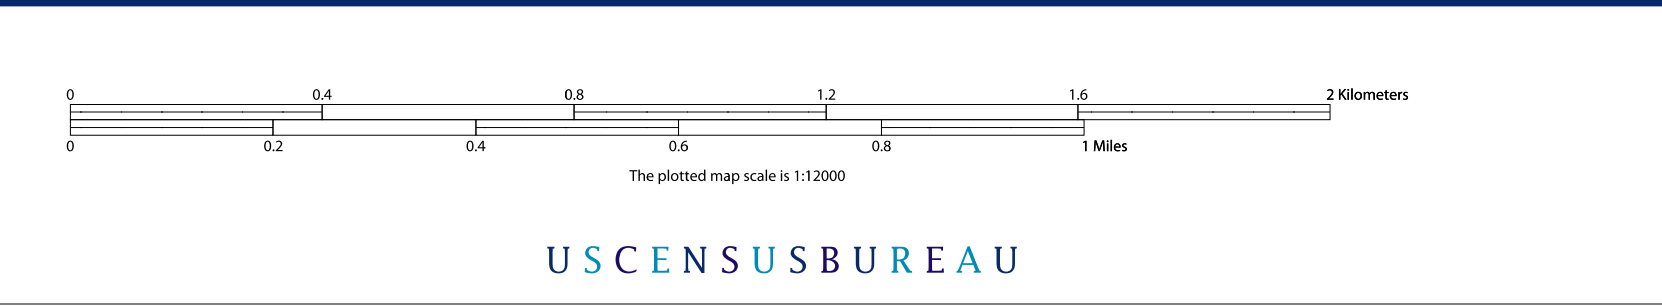 0 0.4 0.8 1.2 1.6 2 Kilometers
0 0.2 0.4 0.6 0.8 1 Miles
The plotted map scale is 1:12000
USCENSUSBUREAU